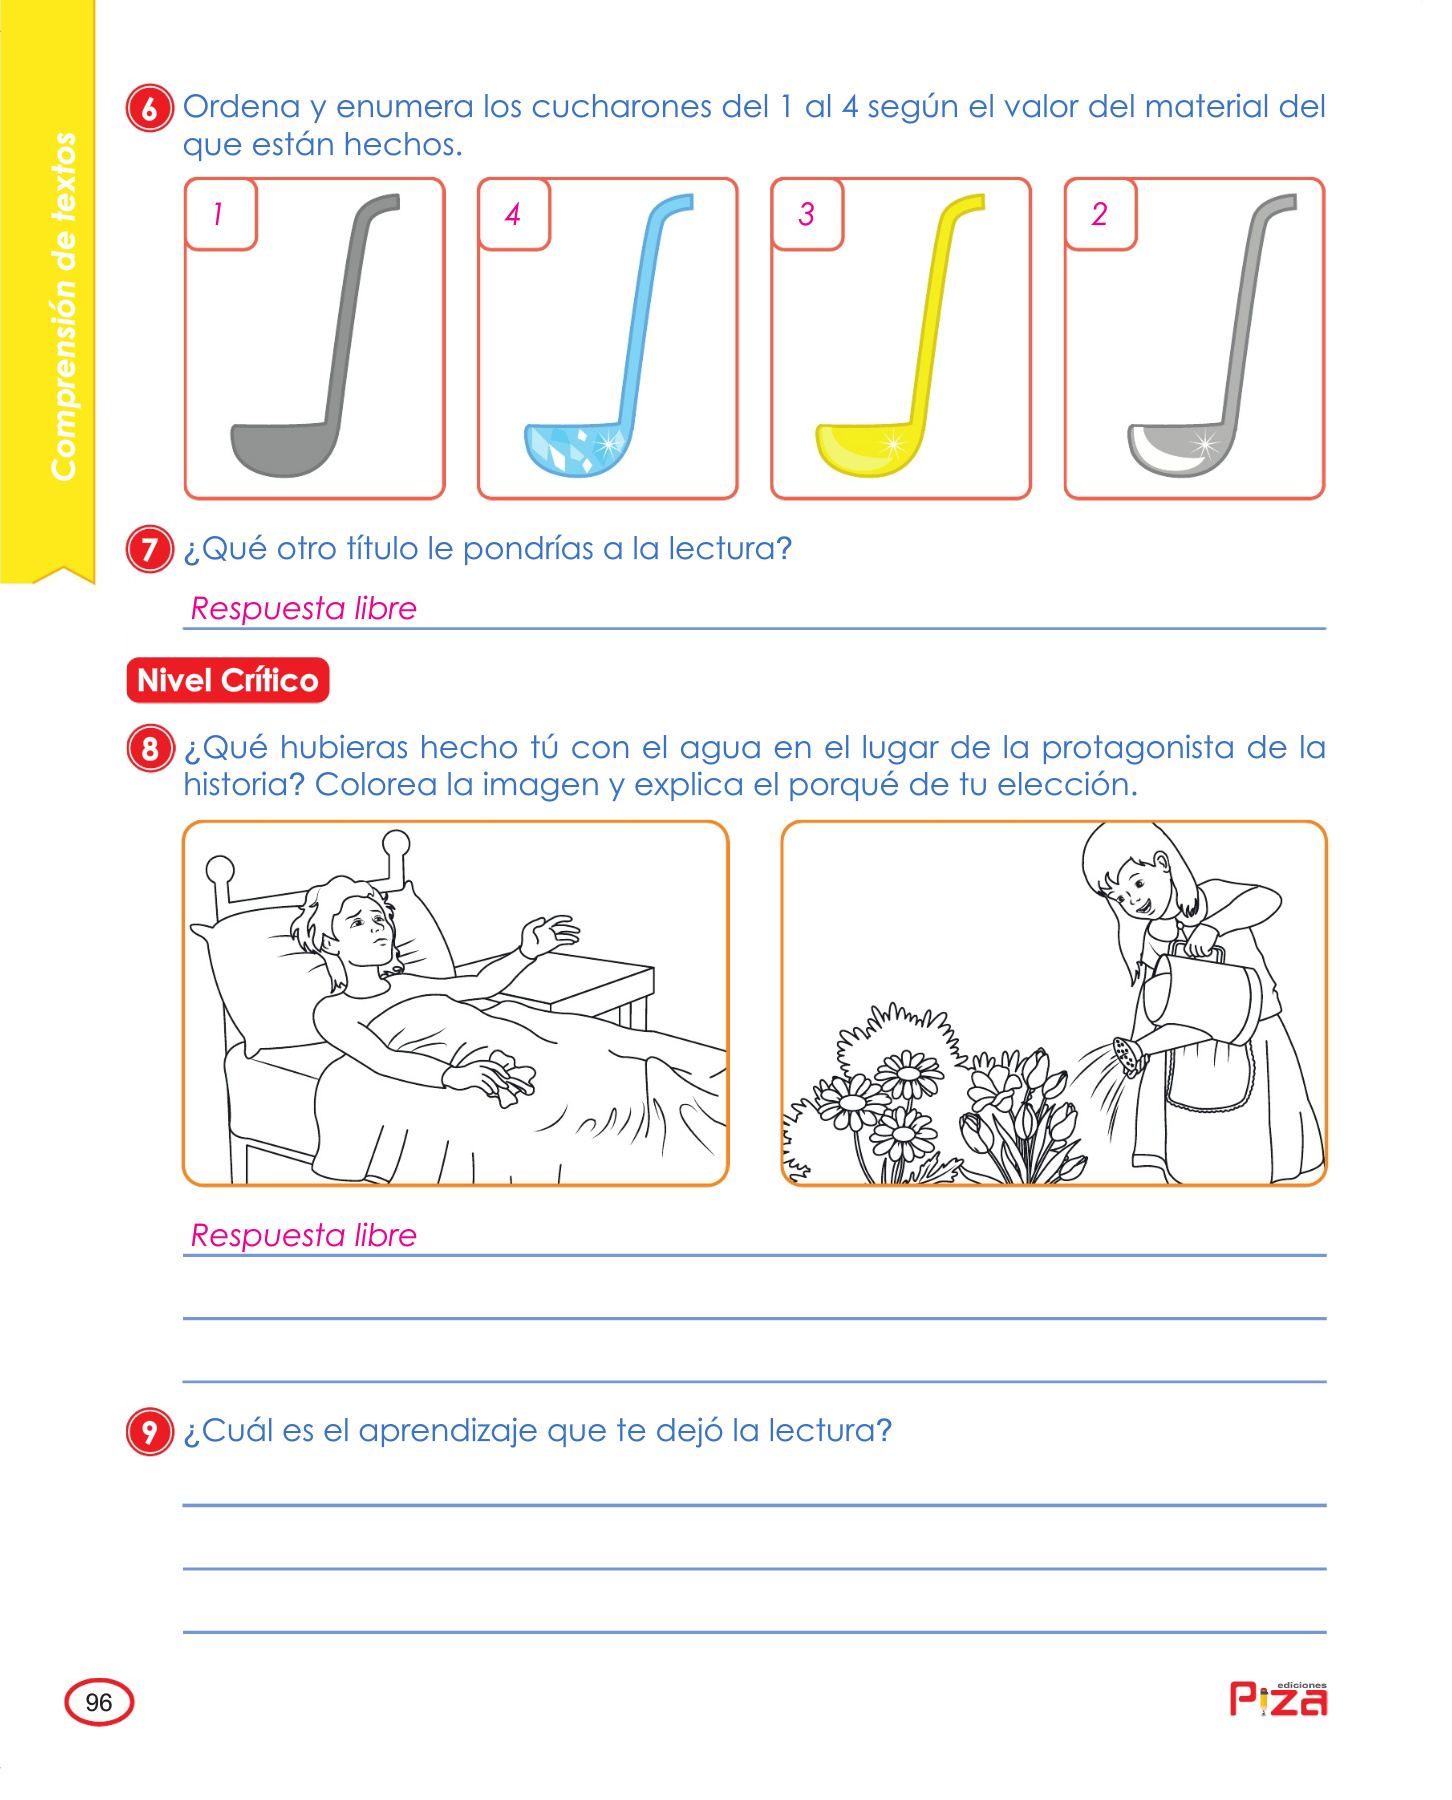 Comprensión de textos
6 Ordena y enumera los cucharones del 1 al 4 según el valor del material del
que están hechos.
1 4 3 2
7 ¿Qué otro título le pondrías a la lectura?
Respuesta libre
Nivel Crítico
8 ¿Qué hubieras hecho tú con el agua en el lugar de la protagonista de la
historia? Colorea la imagen y explica el porqué de tu elección.
Respuesta libre
9 ¿Cuál es el aprendizaje que te dejó la lectura?
96
ediciones
Piza